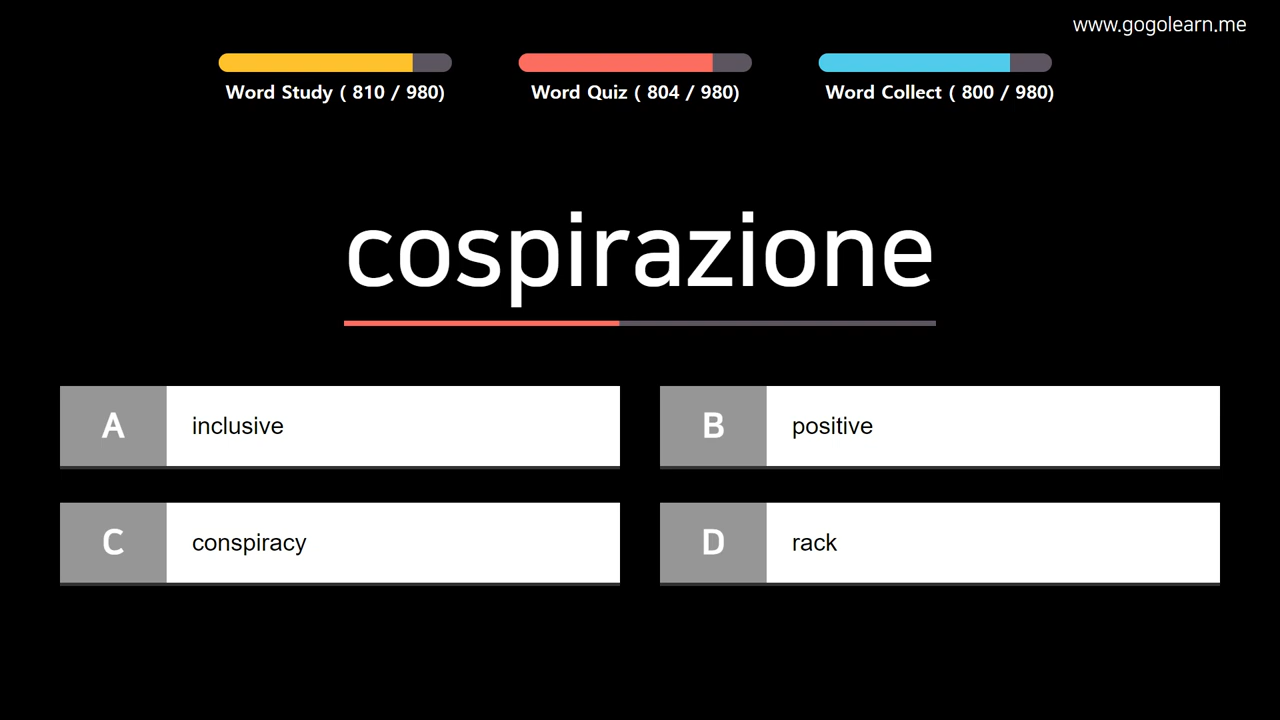 www.gogolearn.me
Word Study ( 810 / 980)
Word Quiz ( 804 / 980)
Word Collect ( 800 / 980)
cospirazione
A inclusive
B positive
C conspiracy
D rack